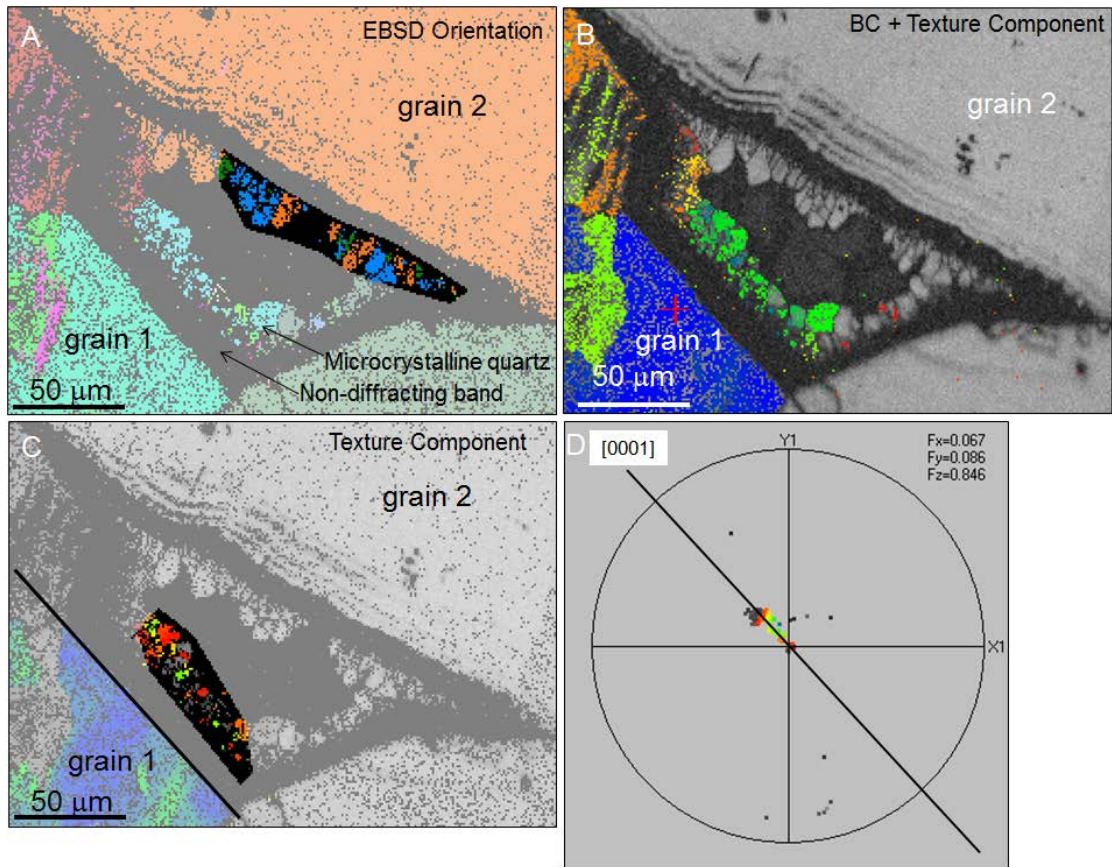 A
EBSD Orientation
grain 2
grain 1
Microcrystalline quartz
Non-diffracting band
50 μm
B
BC + Texture Component
grain 2
grain 1
50 μm
C
Texture Component
grain 2
grain 1
50 μm
D
[0001]
Y1
Fx=0.067
Fy=0.086
Fz=0.846
X1